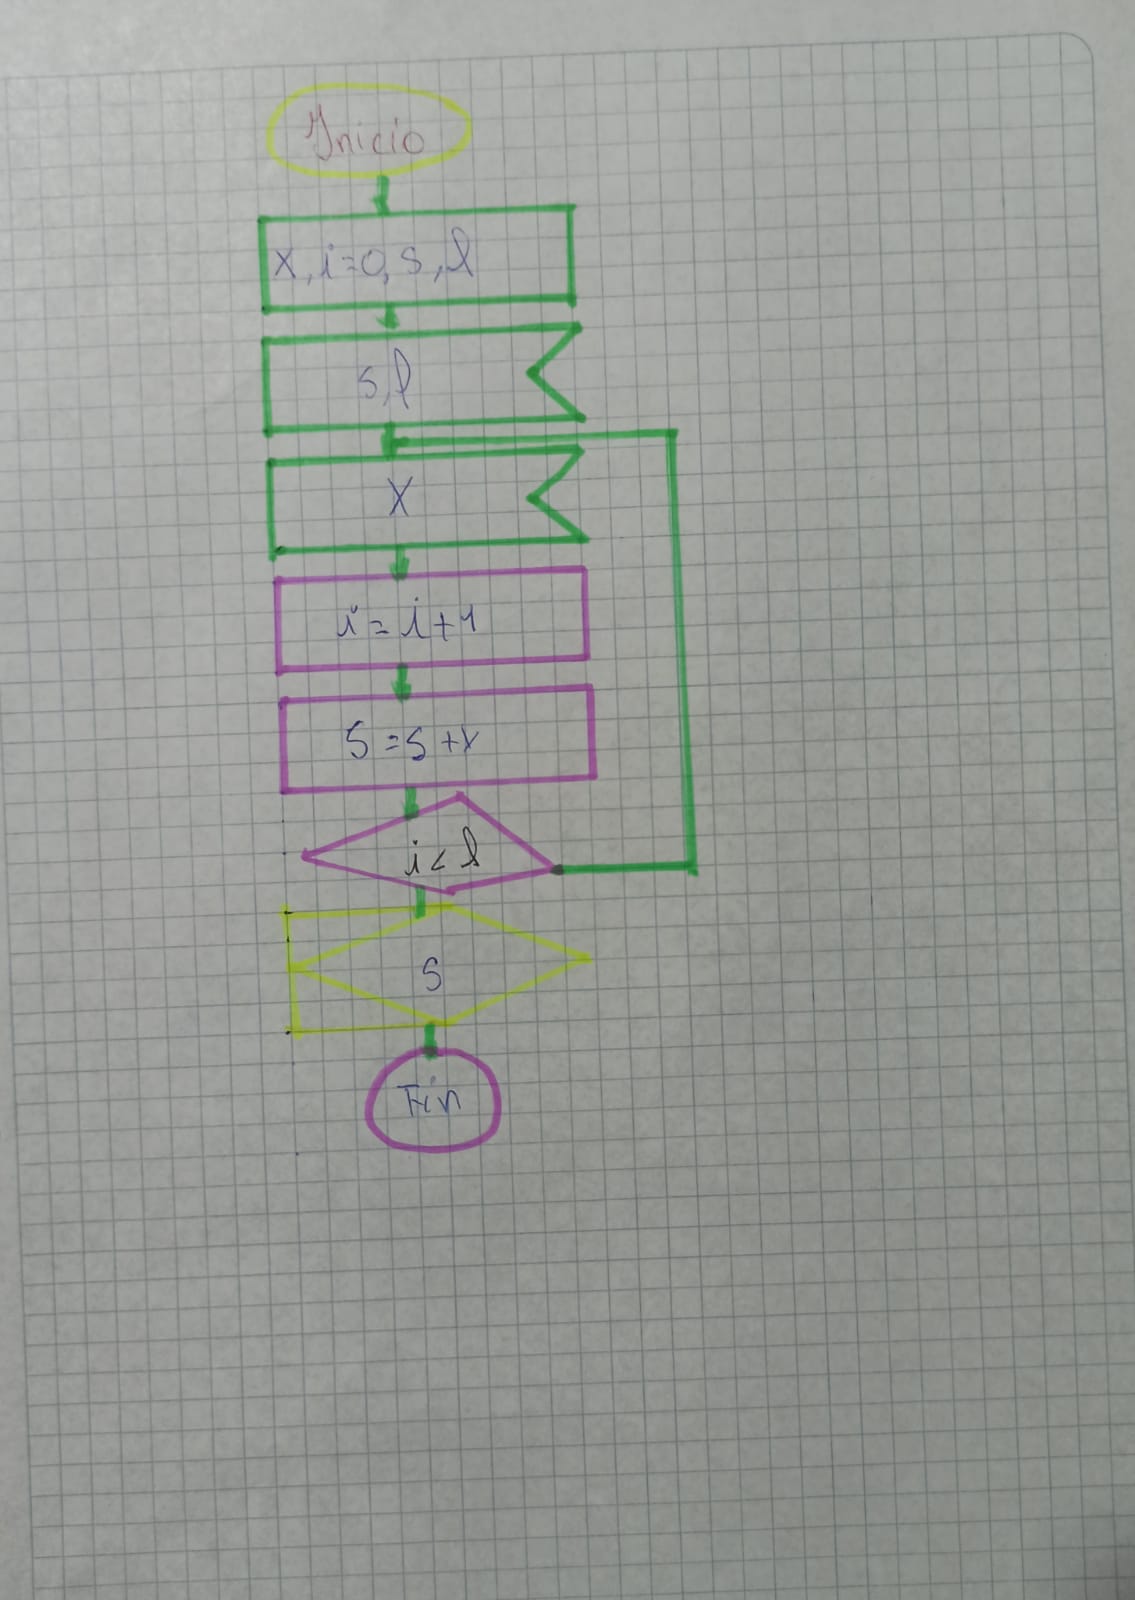 Inicio
x, i=0, s, l
s, l
x
i = i + 1
s = s + x
i < l
s
Fin